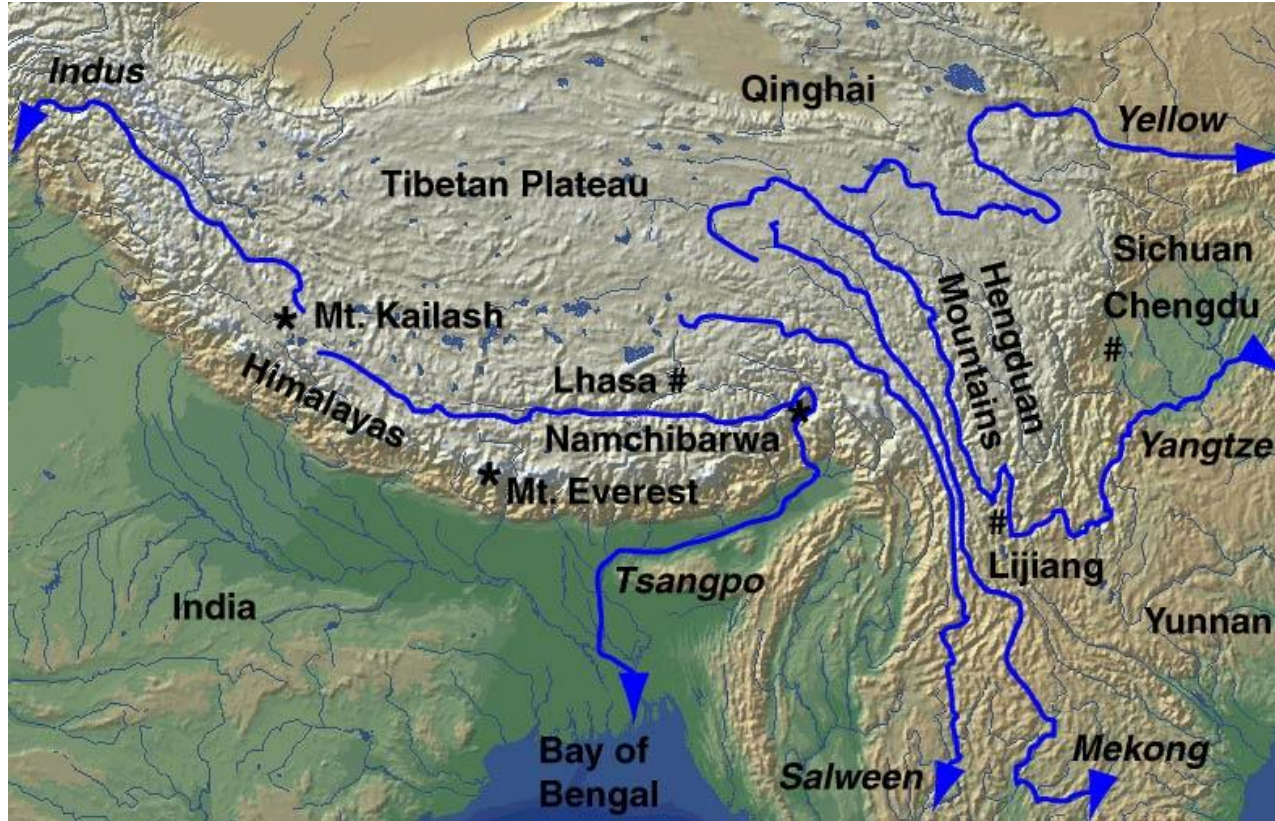 Indus
Qinghai
Yellow
Tibetan Plateau
Sichuan
Hengduan
Mountains
Chengdu
#
* Mt. Kailash
Himalayas
Lhasa #
*
Namchibarwa
Yangtze
* Mt. Everest
#
Lijiang
Tsangpo
India
Yunnan
Bay of
Bengal
Salween
Mekong